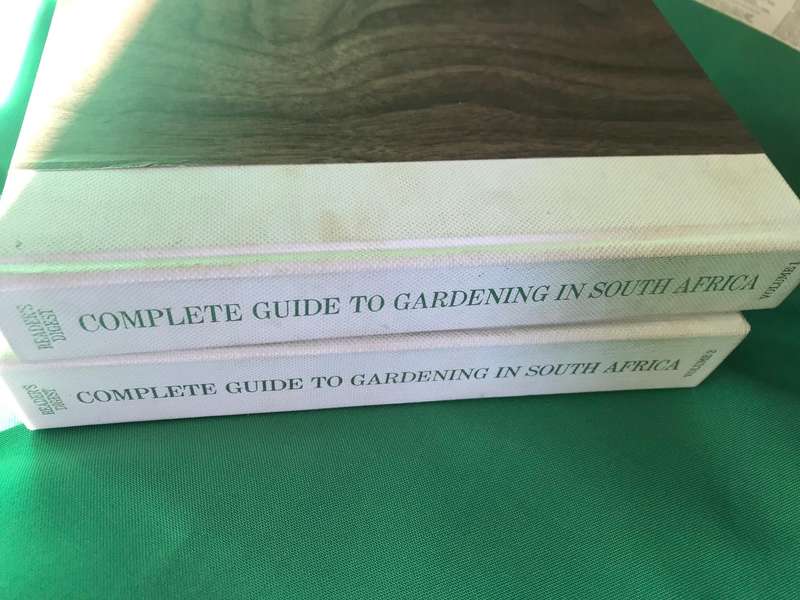 READER'S
DIGEST
COMPLETE GUIDE TO GARDENING IN SOUTH AFRICA
VOLUME 1
READER'S
DIGEST
COMPLETE GUIDE TO GARDENING IN SOUTH AFRICA
VOLUME 2